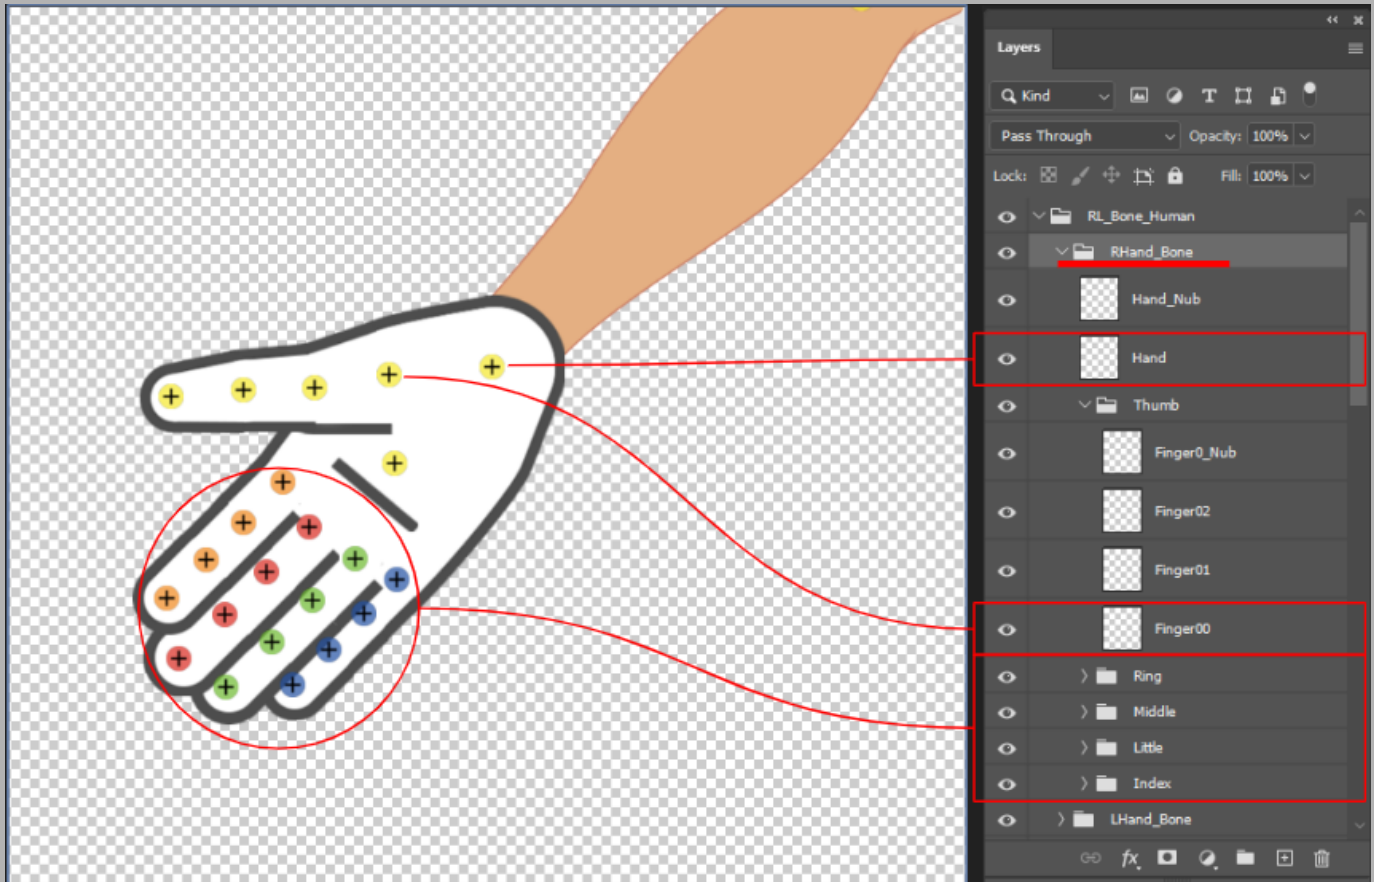 Layers
Kind
Pass Through
Opacity: 100%
Lock:
Fill: 100%
RL_Bone_Human
RHand_Bone
Hand_Nub
Hand
Thumb
Finger0_Nub
Finger02
Finger01
Finger00
Ring
Middle
Little
Index
LHand_Bone
fx